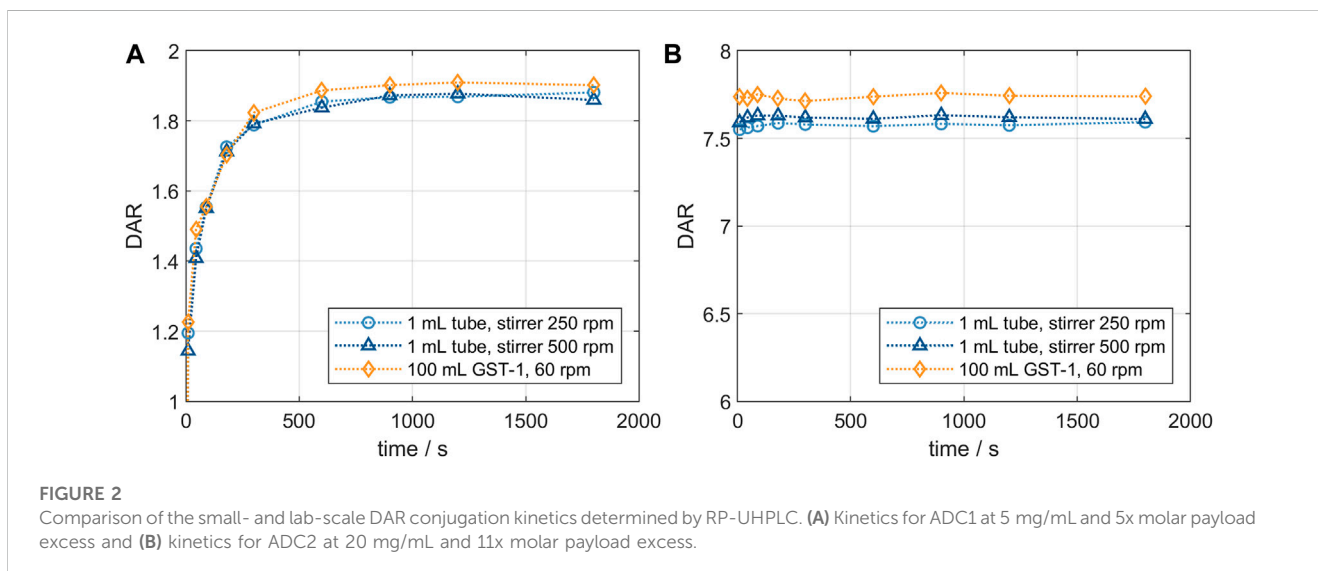 A
2
1.8
1.6
1.4
1.2
1
DAR
0
500
1000
1500
2000
time / s
1 mL tube, stirrer 250 rpm
1 mL tube, stirrer 500 rpm
100 mL GST-1, 60 rpm
B
8
7.5
7
6.5
6
DAR
0
500
1000
1500
2000
time / s
1 mL tube, stirrer 250 rpm
1 mL tube, stirrer 500 rpm
100 mL GST-1, 60 rpm
FIGURE 2
Comparison of the small- and lab-scale DAR conjugation kinetics determined by RP-UHPLC. (A) Kinetics for ADC1 at 5 mg/mL and 5x molar payload
excess and (B) kinetics for ADC2 at 20 mg/mL and 11x molar payload excess.